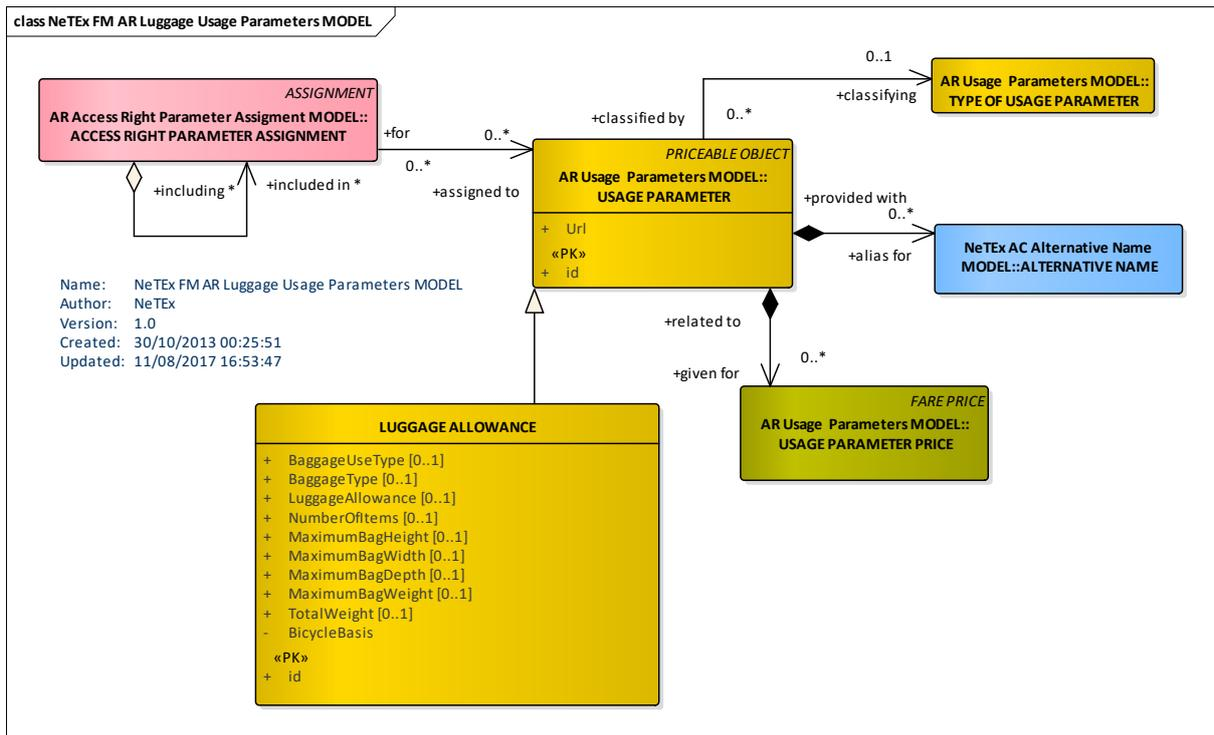 class NeTEx FM AR Luggage Usage Parameters MODEL
ASSIGNMENT
AR Access Right Parameter Assigment MODEL::
ACCESS RIGHT PARAMETER ASSIGNMENT
+including *
+included in *
+for
0..*
0..*
+assigned to
0..1
+classifying
+classified by
0..*
AR Usage Parameters MODEL::
TYPE OF USAGE PARAMETER
PRICEABLE OBJECT
AR Usage Parameters MODEL::
USAGE PARAMETER
+ Url
«PK»
+ id
+provided with
0..*
+alias for
NeTEx AC Alternative Name
MODEL::ALTERNATIVE NAME
Name: NeTEx FM AR Luggage Usage Parameters MODEL
Author: NeTEx
Version: 1.0
Created: 30/10/2013 00:25:51
Updated: 11/08/2017 16:53:47
+related to
0..*
+given for
FARE PRICE
AR Usage Parameters MODEL::
USAGE PARAMETER PRICE
LUGGAGE ALLOWANCE
+ BaggageUseType [0..1]
+ BaggageType [0..1]
+ LuggageAllowance [0..1]
+ NumberOfItems [0..1]
+ MaximumBagHeight [0..1]
+ MaximumBagWidth [0..1]
+ MaximumBagDepth [0..1]
+ MaximumBagWeight [0..1]
+ TotalWeight [0..1]
- BicycleBasis
«PK»
+ id